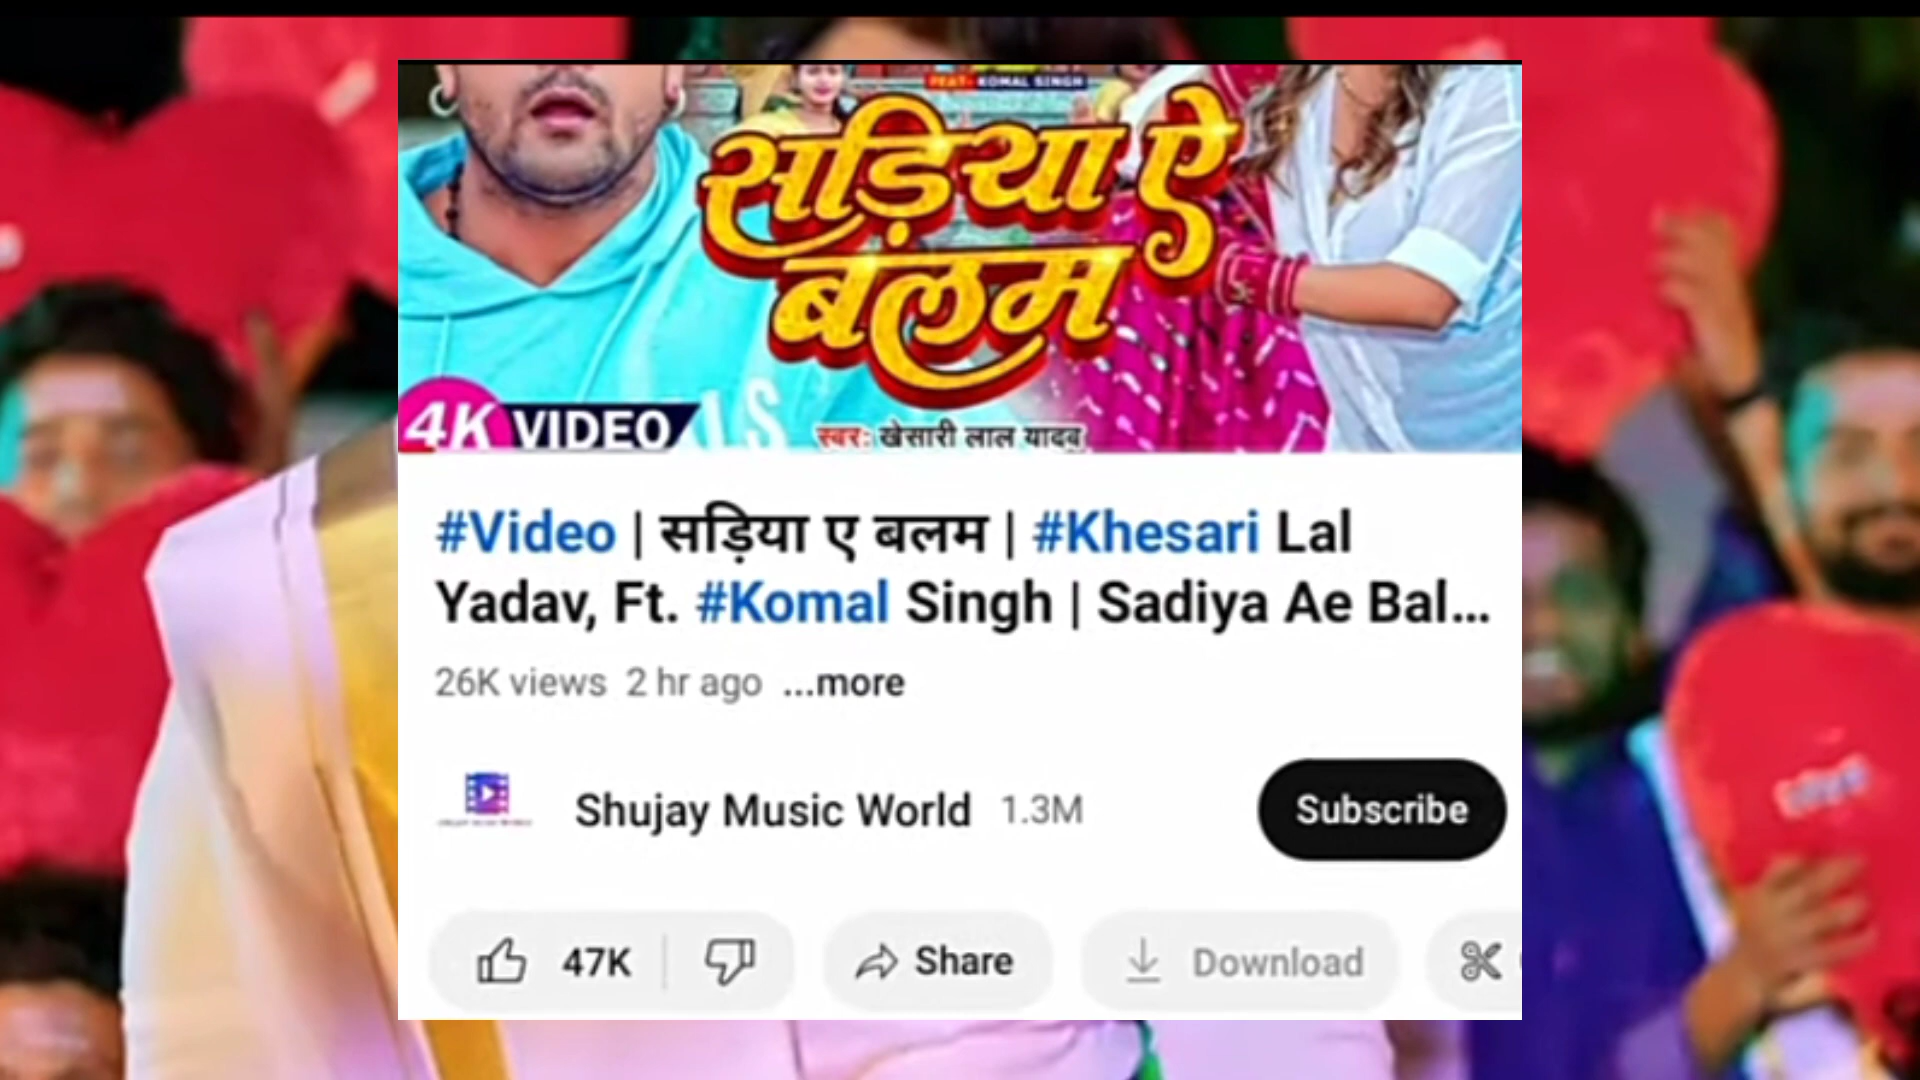 FEAT- KOMAL SINGH
सड़िया ऐ
बलम
4K VIDEO
स्वर: खेसारी लाल यादव
#Video | सड़िया ए बलम | #Khesari Lal
Yadav, Ft. #Komal Singh | Sadiya Ae Bal...
26K views 2 hr ago ...more
Shujay Music World 1.3M
Subscribe
47K
Share
Download